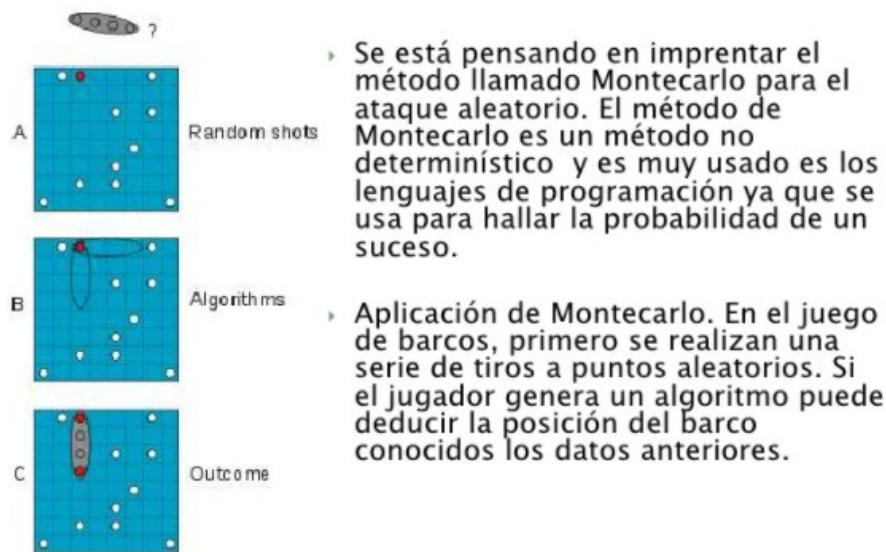 ?
A
Random shots
B
Algorithms
C
Outcome
Se está pensando en imprentar el
método llamado Montecarlo para el
ataque aleatorio. El método de
Montecarlo es un método no
determinístico y es muy usado es los
lenguajes de programación ya que se
usa para hallar la probabilidad de un
suceso.
Aplicación de Montecarlo. En el juego
de barcos, primero se realizan una
serie de tiros a puntos aleatorios. Si
el jugador genera un algoritmo puede
deducir la posición del barco
conocidos los datos anteriores.